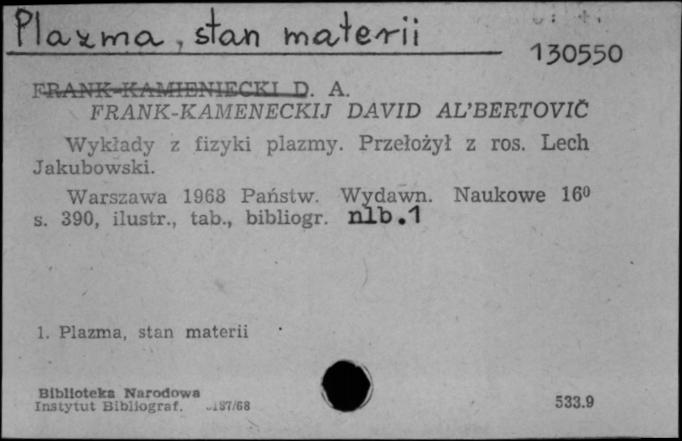 Plazma, stan materii
130550
FRANK-KAMIENIECKI D. A.
FRANK-KAMENECKIJ DAVID AL'BERTOVIČ
Wykłady z fizyki plazmy. Przełożył z ros. Lech
Jakubowski.
Warszawa 1968 Państw. Wydawn. Naukowe 16⁰
s. 390, ilustr., tab., bibliogr. nlb.1
1. Plazma, stan materii
Biblioteka Narodowa
Instytut Bibliograf.
533.9